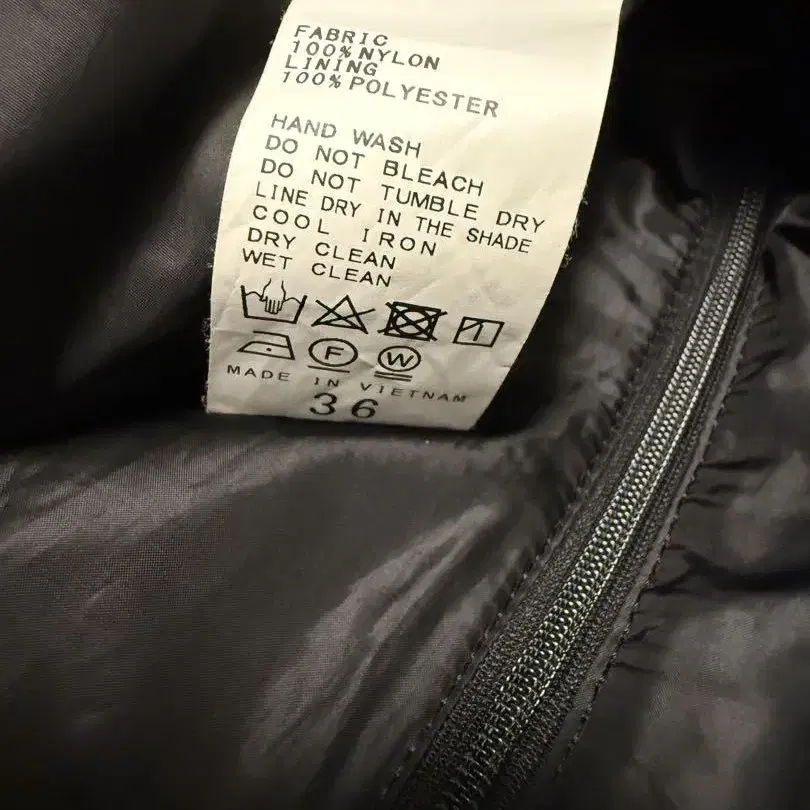 FABRIC
100%NYLON
LINING
100%POLYESTER
HAND WASH
DO NOT BLEACH
DO NOT TUMBLE DRY
LINE DRY IN THE SHADE
COOL IRON
DRY CLEAN
WET CLEAN
F W
MADE IN VIETNAM
36